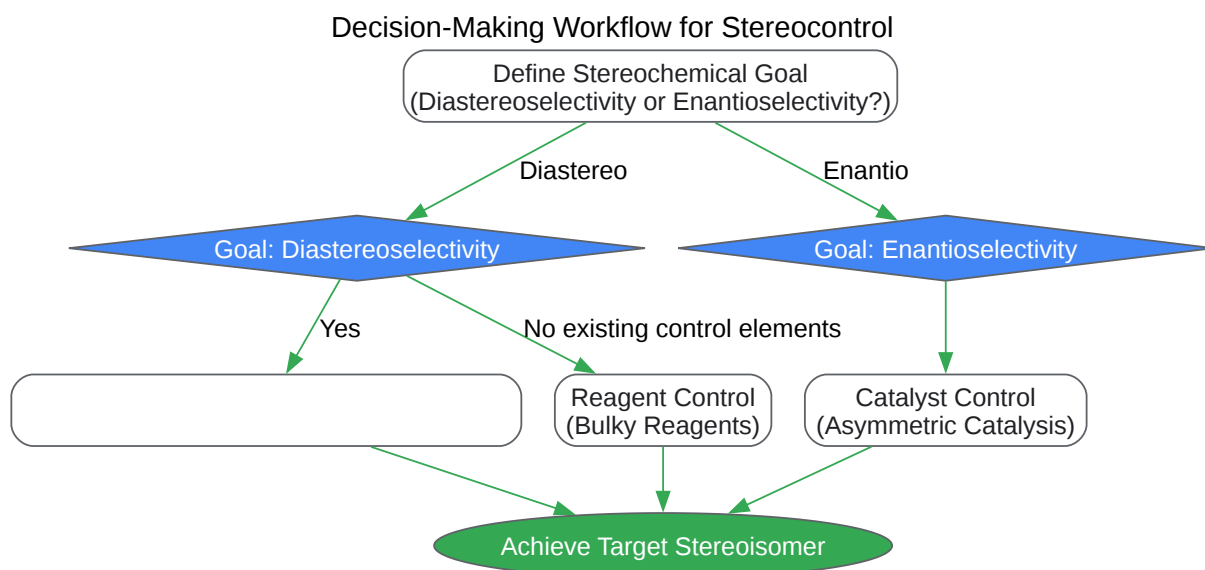 Decision-Making Workflow for Stereocontrol
Define Stereochemical Goal
(Diastereoselectivity or Enantioselectivity?)
Diastereo
Enantio
Goal: Diastereoselectivity
Goal: Enantioselectivity
Yes
No existing control elements
Reagent Control
(Bulky Reagents)
Catalyst Control
(Asymmetric Catalysis)
Achieve Target Stereoisomer